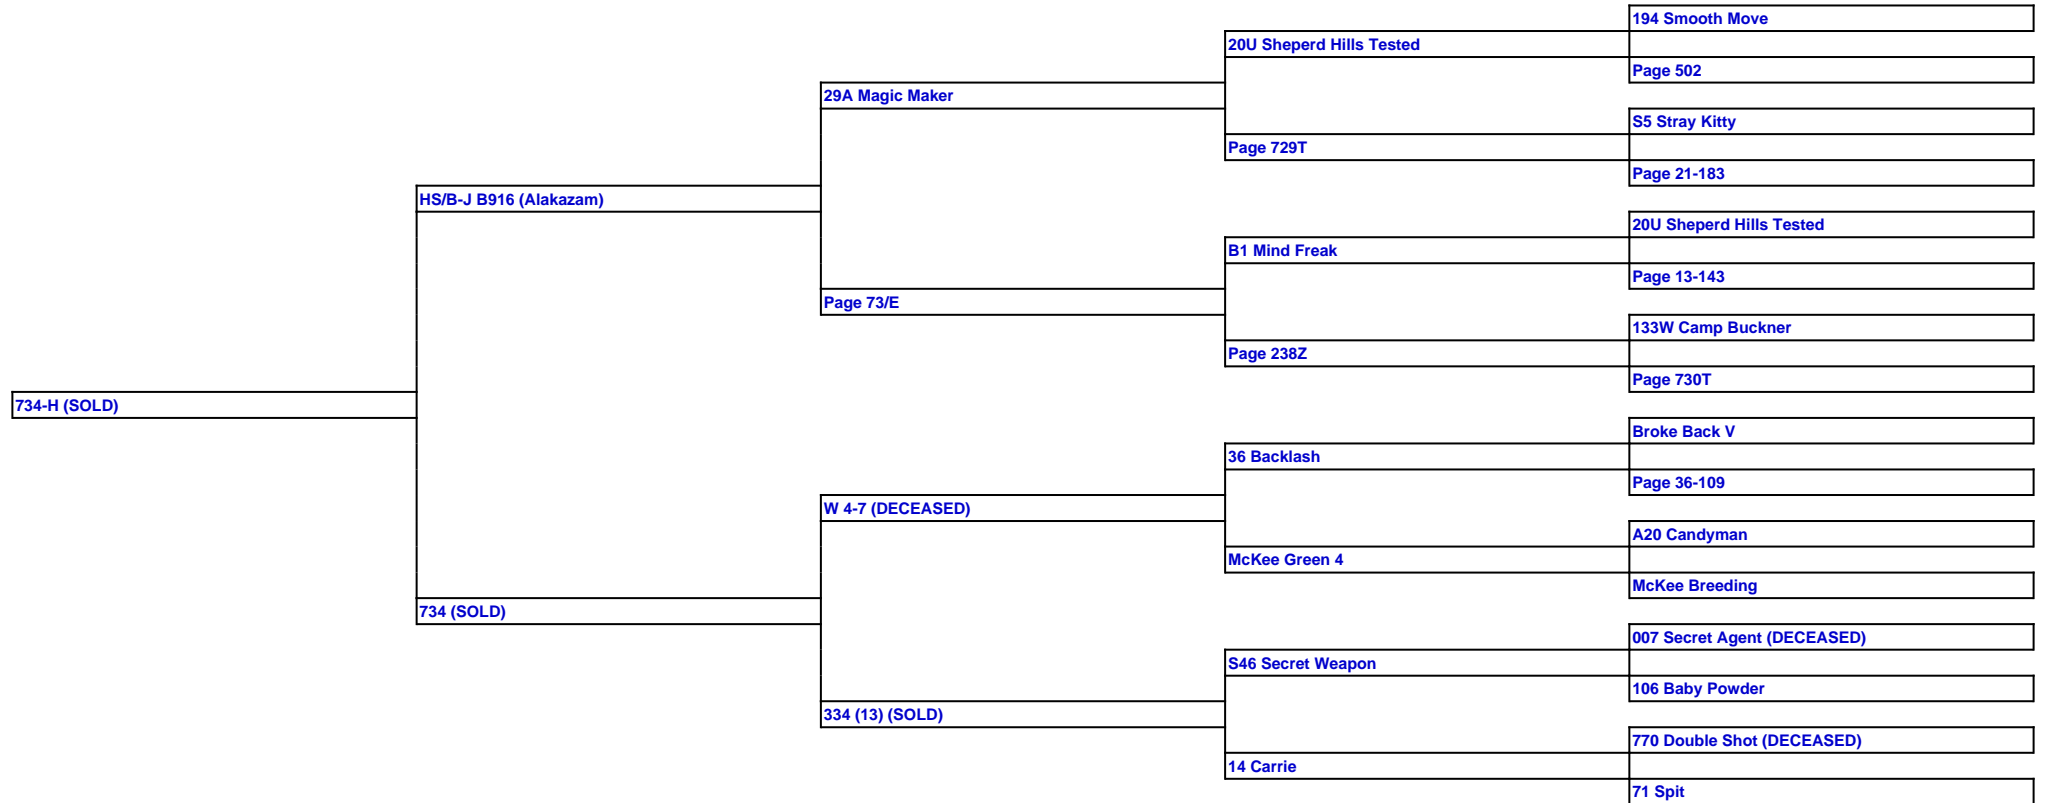 194 Smooth Move
20U Sheperd Hills Tested
Page 502
29A Magic Maker
S5 Stray Kitty
Page 729T
Page 21-183
HS/B-J B916 (Alakazam)
20U Sheperd Hills Tested
B1 Mind Freak
Page 13-143
Page 73/E
133W Camp Buckner
Page 238Z
Page 730T
734-H (SOLD)
Broke Back V
36 Backlash
Page 36-109
W 4-7 (DECEASED)
A20 Candyman
McKee Green 4
McKee Breeding
734 (SOLD)
007 Secret Agent (DECEASED)
S46 Secret Weapon
106 Baby Powder
334 (13) (SOLD)
770 Double Shot (DECEASED)
14 Carrie
71 Spit